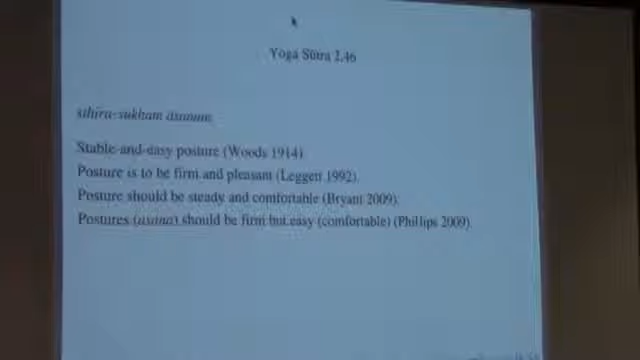 Yoga Sūtra 2.46
sthira-sukham āsanam
Stable-and-easy posture (Woods 1914)
Posture is to be firm and pleasant (Leggett 1992).
Posture should be steady and comfortable (Bryant 2009).
Postures (āsana) should be firm but easy (comfortable) (Phillips 2009).